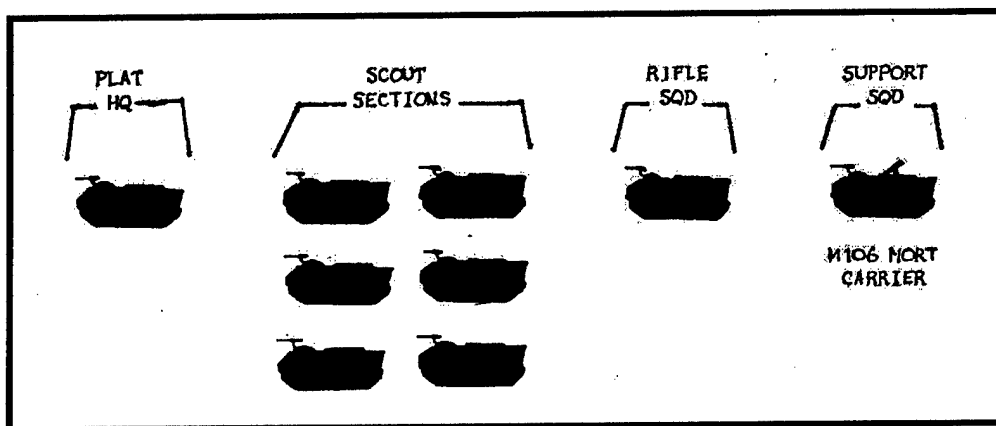 PLAT
HQ
SCOUT
SECTIONS
RIFLE
SQD
SUPPORT
SQD
M106 MORT
CARRIER